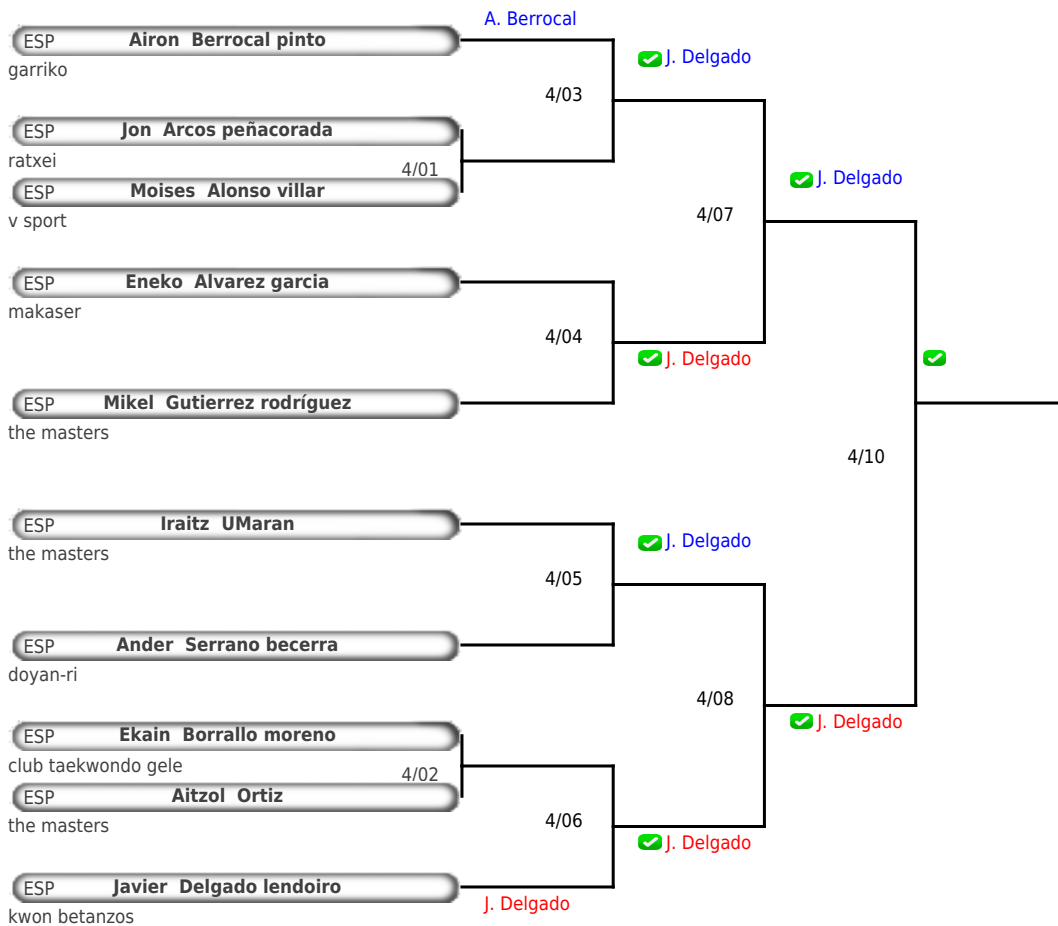 A. Berrocal
ESP Airon Berrocal pinto
garriko
J. Delgado
4/03
ESP Jon Arcos peñacorada
ratxei
4/01
ESP Moises Alonso villar
v sport
J. Delgado
4/07
ESP Eneko Alvarez garcia
makaser
4/04
J. Delgado
ESP Mikel Gutierrez rodríguez
the masters
4/10
ESP Iraitz UMaran
the masters
J. Delgado
4/05
ESP Ander Serrano becerra
doyan-ri
4/08
J. Delgado
ESP Ekain Borrallo moreno
club taekwondo gele
4/02
ESP Aitzol Ortiz
the masters
4/06
J. Delgado
ESP Javier Delgado lendoiro
J. Delgado
kwon betanzos